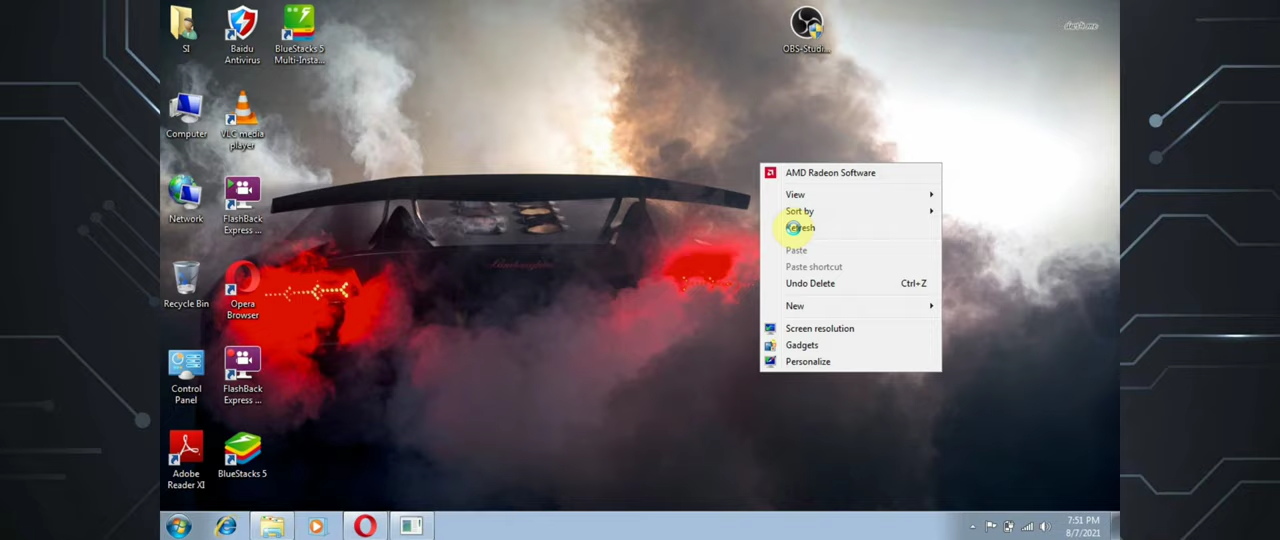 SI
Baidu
Antivirus
BlueStacks 5
Multi-Insta...
OBS-Studi...
Computer
VLC media
player
Network
FlashBack
Express ...
Recycle Bin
Opera
Browser
Control
Panel
FlashBack
Express ...
Adobe
Reader XI
BlueStacks 5
Lamborghini
AMD Radeon Software
View
Sort by
Refresh
Paste
Paste shortcut
Undo Delete Ctrl+Z
New
Screen resolution
Gadgets
Personalize
7:51 PM
8/7/2021